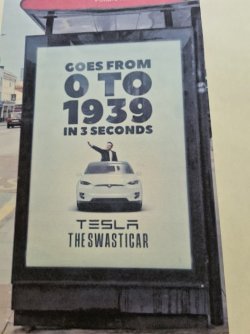 GOES FROM
0 TO
1939
IN 3 SECONDS
TESLA
THE SWASTICAR